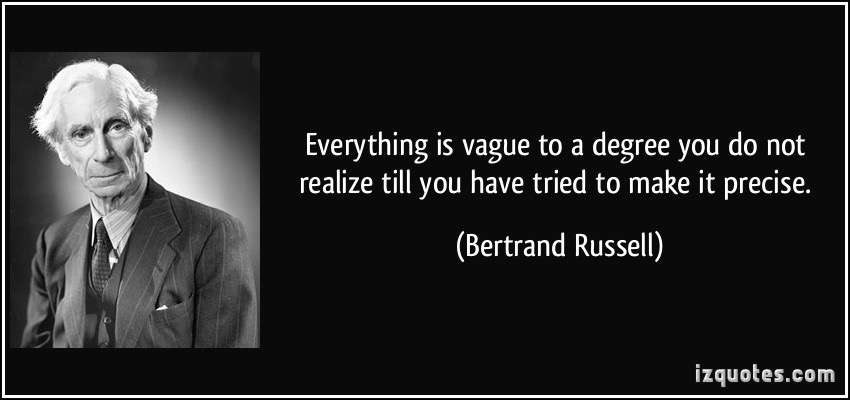 Everything is vague to a degree you do not
realize till you have tried to make it precise.
(Bertrand Russell)
izquotes.com